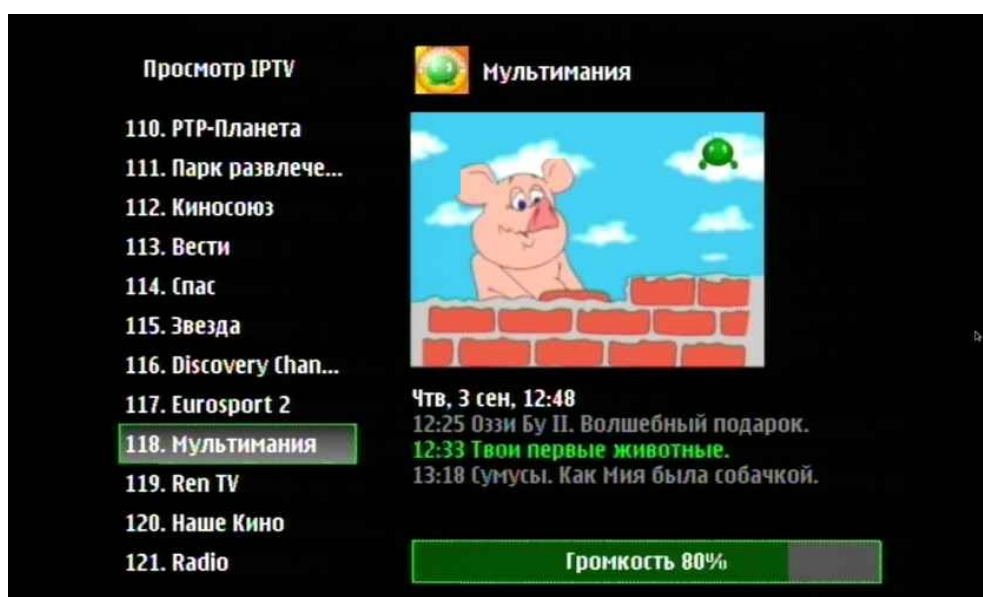 Просмотр IPTV
110. РТР-Планета
111. Парк развлече...
112. Киносоюз
113. Вести
114. Спас
115. Звезда
116. Discovery Chan...
117. Eurosport 2
118. Мультимания
119. Ren TV
120. Наше Кино
121. Radio
Мультимания
Чтв, 3 сен, 12:48
12:25 Оззи Бу II. Волшебный подарок.
12:33 Твои первые животные.
13:18 Сумусы. Как Мия была собачкой.
Громкость 80%